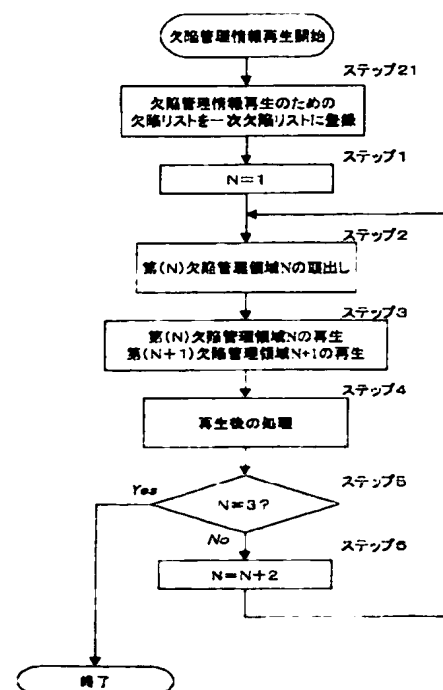 欠陥管理情報再生開始
ステップ21
欠陥管理情報再生のための
欠陥リストを一次欠陥リストに登録
ステップ1
N=1
ステップ2
第(N)欠陥管理領域Nの取出し
ステップ3
第(N)欠陥管理領域Nの再生
第(N+1)欠陥管理領域N+1の再生
ステップ4
再生後の処理
ステップ5
Yes
N=3?
No
ステップ6
N=N+2
終了